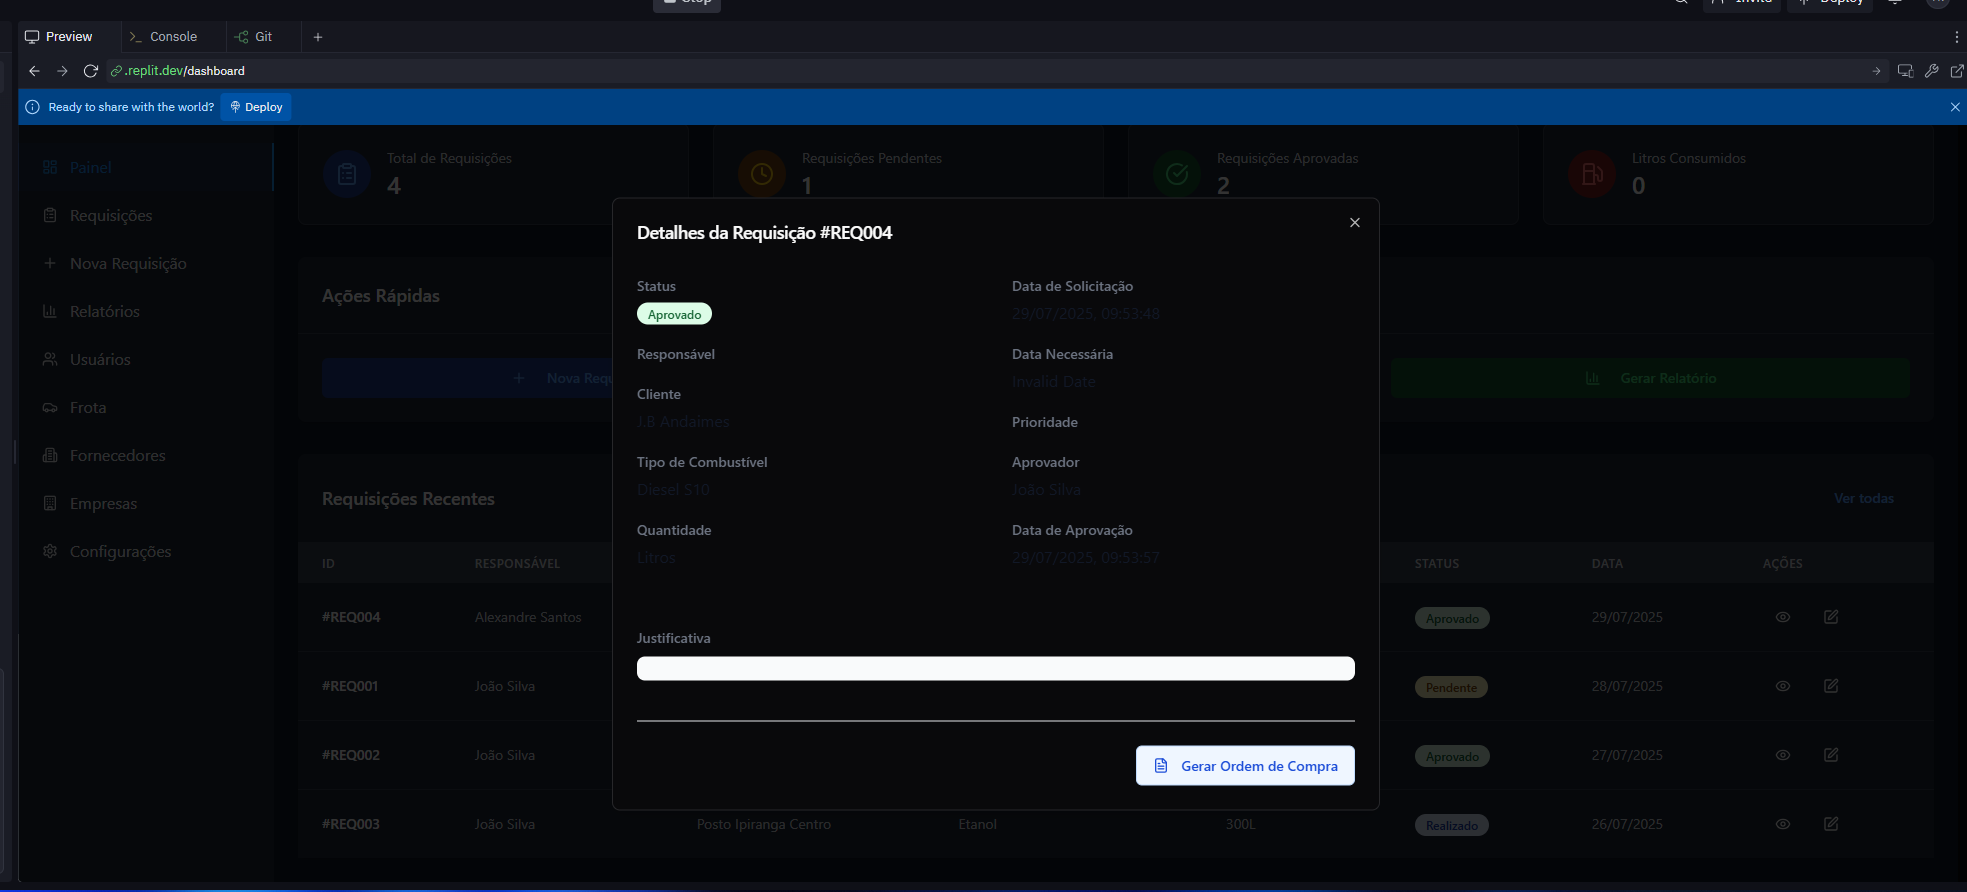 Stop
Invite
Deploy
Preview
Console
Git
.replit.dev/dashboard
Ready to share with the world?
Deploy
Painel
Requisições
Nova Requisição
Relatórios
Usuários
Frota
Fornecedores
Empresas
Configurações
Total de Requisições
4
Requisições Pendentes
1
Requisições Aprovadas
2
Litros Consumidos
0
Ações Rápidas
Nova Requ
Gerar Relatório
Detalhes da Requisição #REQ004
Status
Aprovado
Responsável
Cliente
J.B Andaimes
Tipo de Combustível
Diesel S10
Quantidade
Litros
Data de Solicitação
29/07/2025, 09:53:48
Data Necessária
Invalid Date
Prioridade
Aprovador
João Silva
Data de Aprovação
29/07/2025, 09:53:57
Justificativa
Gerar Ordem de Compra
Requisições Recentes
Ver todas
ID RESPONSÁVEL STATUS DATA AÇÕES
#REQ004 Alexandre Santos Aprovado 29/07/2025
#REQ001 João Silva Pendente 28/07/2025
#REQ002 João Silva Aprovado 27/07/2025
#REQ003 João Silva Posto Ipiranga Centro Etanol 300L Realizado 26/07/2025